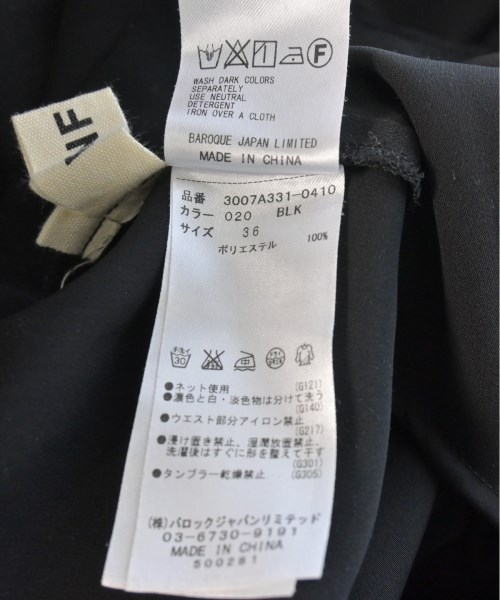 F
WASH DARK COLORS
SEPARATELY
USE NEUTRAL
DETERGENT
IRON OVER A CLOTH
BAROQUE JAPAN LIMITED
MADE IN CHINA
NF
品番 3007A331-0410
カラー 020 BLK
サイズ 36
ポリエステル 100%
手洗イ
30
中
●ネット使用 (G121)
●濃色と白・淡色物は分けて洗う
(G140)
●ウエスト部分アイロン禁止
(G217)
●浸け置き禁止、湿潤放置禁止、
洗濯後はすぐに形を整えて干す
(G301)
●タンブラー乾燥禁止 (G305)
(株)バロックジャパンリミテッド
03-6730-9191
MADE IN CHINA
500281